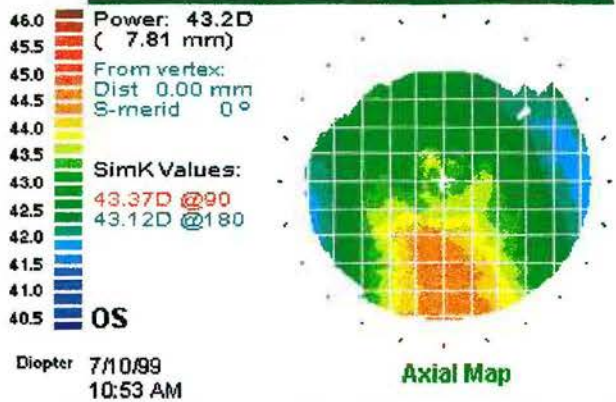 46.0
45.5
45.0
44.5
44.0
43.5
43.0
42.5
42.0
41.5
41.0
40.5
Diopter
Power: 43.2D
( 7.81 mm)
From vertex:
Dist 0.00 mm
S-merid 0 º
SimK Values:
43.37D @90
43.12D @180
OS
7/10/99
10:53 AM
Axial Map